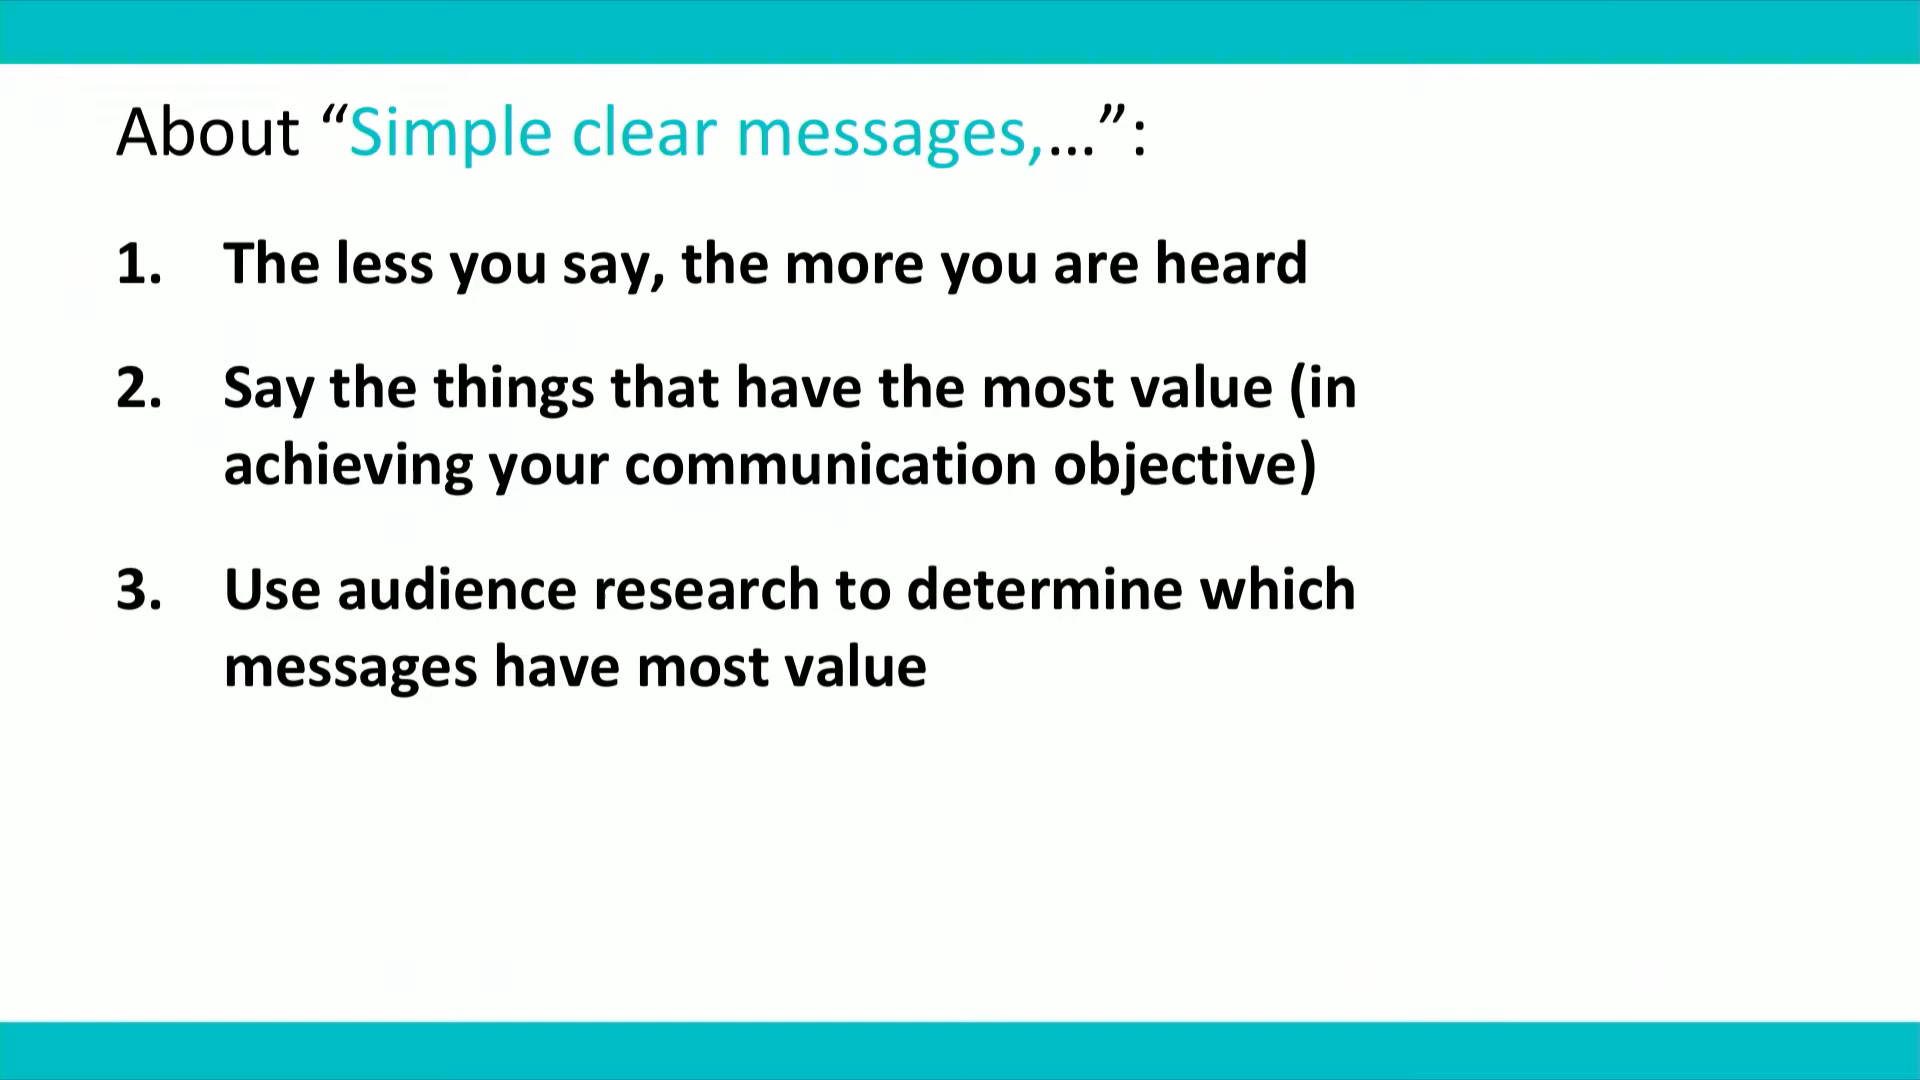 About “Simple clear messages,…”:
1. The less you say, the more you are heard
2. Say the things that have the most value (in
achieving your communication objective)
3. Use audience research to determine which
messages have most value